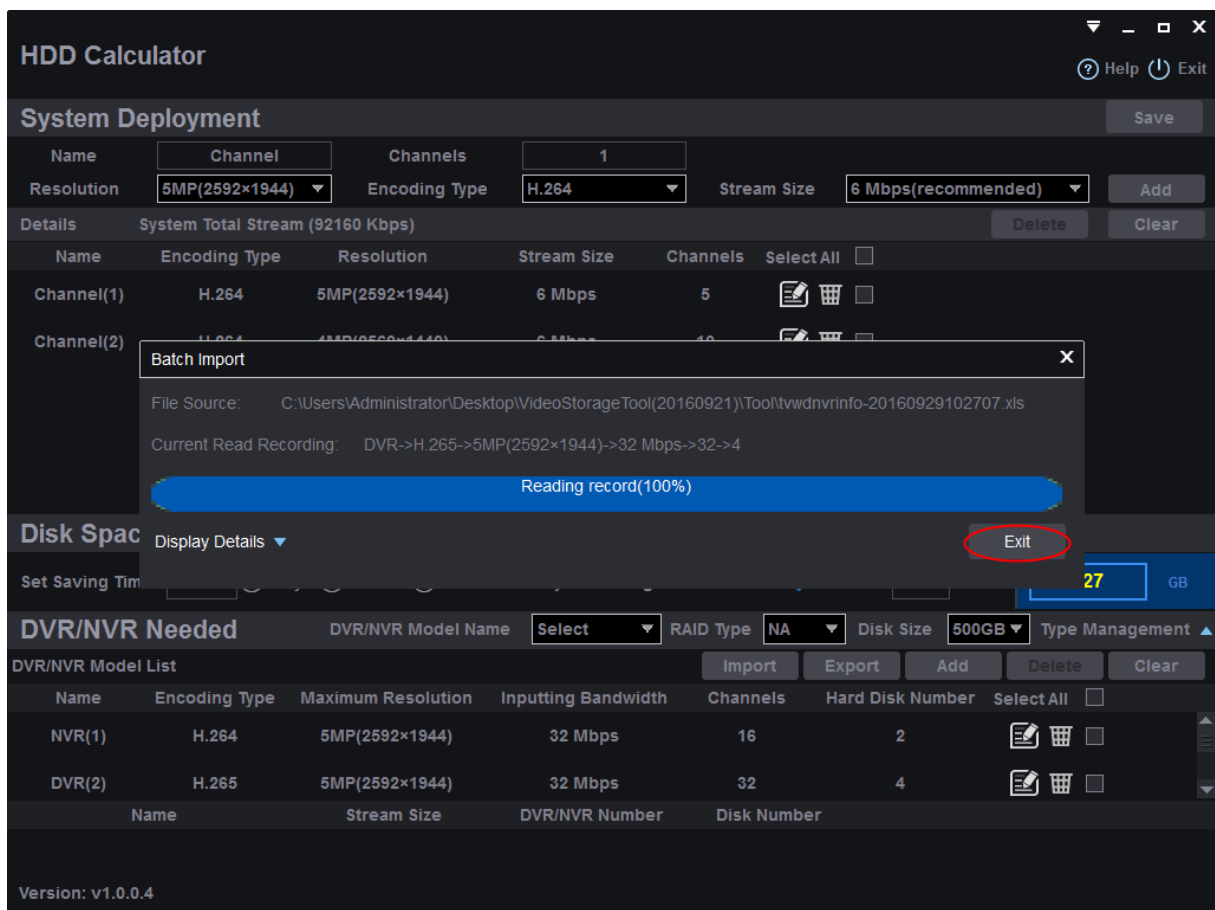 HDD Calculator
Help Exit
System Deployment Save
Name Channel Channels 1
Resolution 5MP(2592×1944) Encoding Type H.264 Stream Size 6 Mbps(recommended) Add
Details System Total Stream (92160 Kbps) Delete Clear
Name Encoding Type Resolution Stream Size Channels Select All
Channel(1) H.264 5MP(2592×1944) 6 Mbps 5
Channel(2)
Batch Import X
File Source: C:\Users\Administrator\Desktop\VideoStorageTool(20160921)\Tool\tvwdnvrinfo-20160929102707.xls
Current Read Recording: DVR->H.265->5MP(2592×1944)->32 Mbps->32->4
Reading record(100%)
Disk Spac
Display Details Exit
Set Saving Tim 27 GB
DVR/NVR Needed DVR/NVR Model Name Select RAID Type NA Disk Size 500GB Type Management
DVR/NVR Model List Import Export Add Delete Clear
Name Encoding Type Maximum Resolution Inputting Bandwidth Channels Hard Disk Number Select All
NVR(1) H.264 5MP(2592×1944) 32 Mbps 16 2
DVR(2) H.265 5MP(2592×1944) 32 Mbps 32 4
Name Stream Size DVR/NVR Number Disk Number
Version: v1.0.0.4